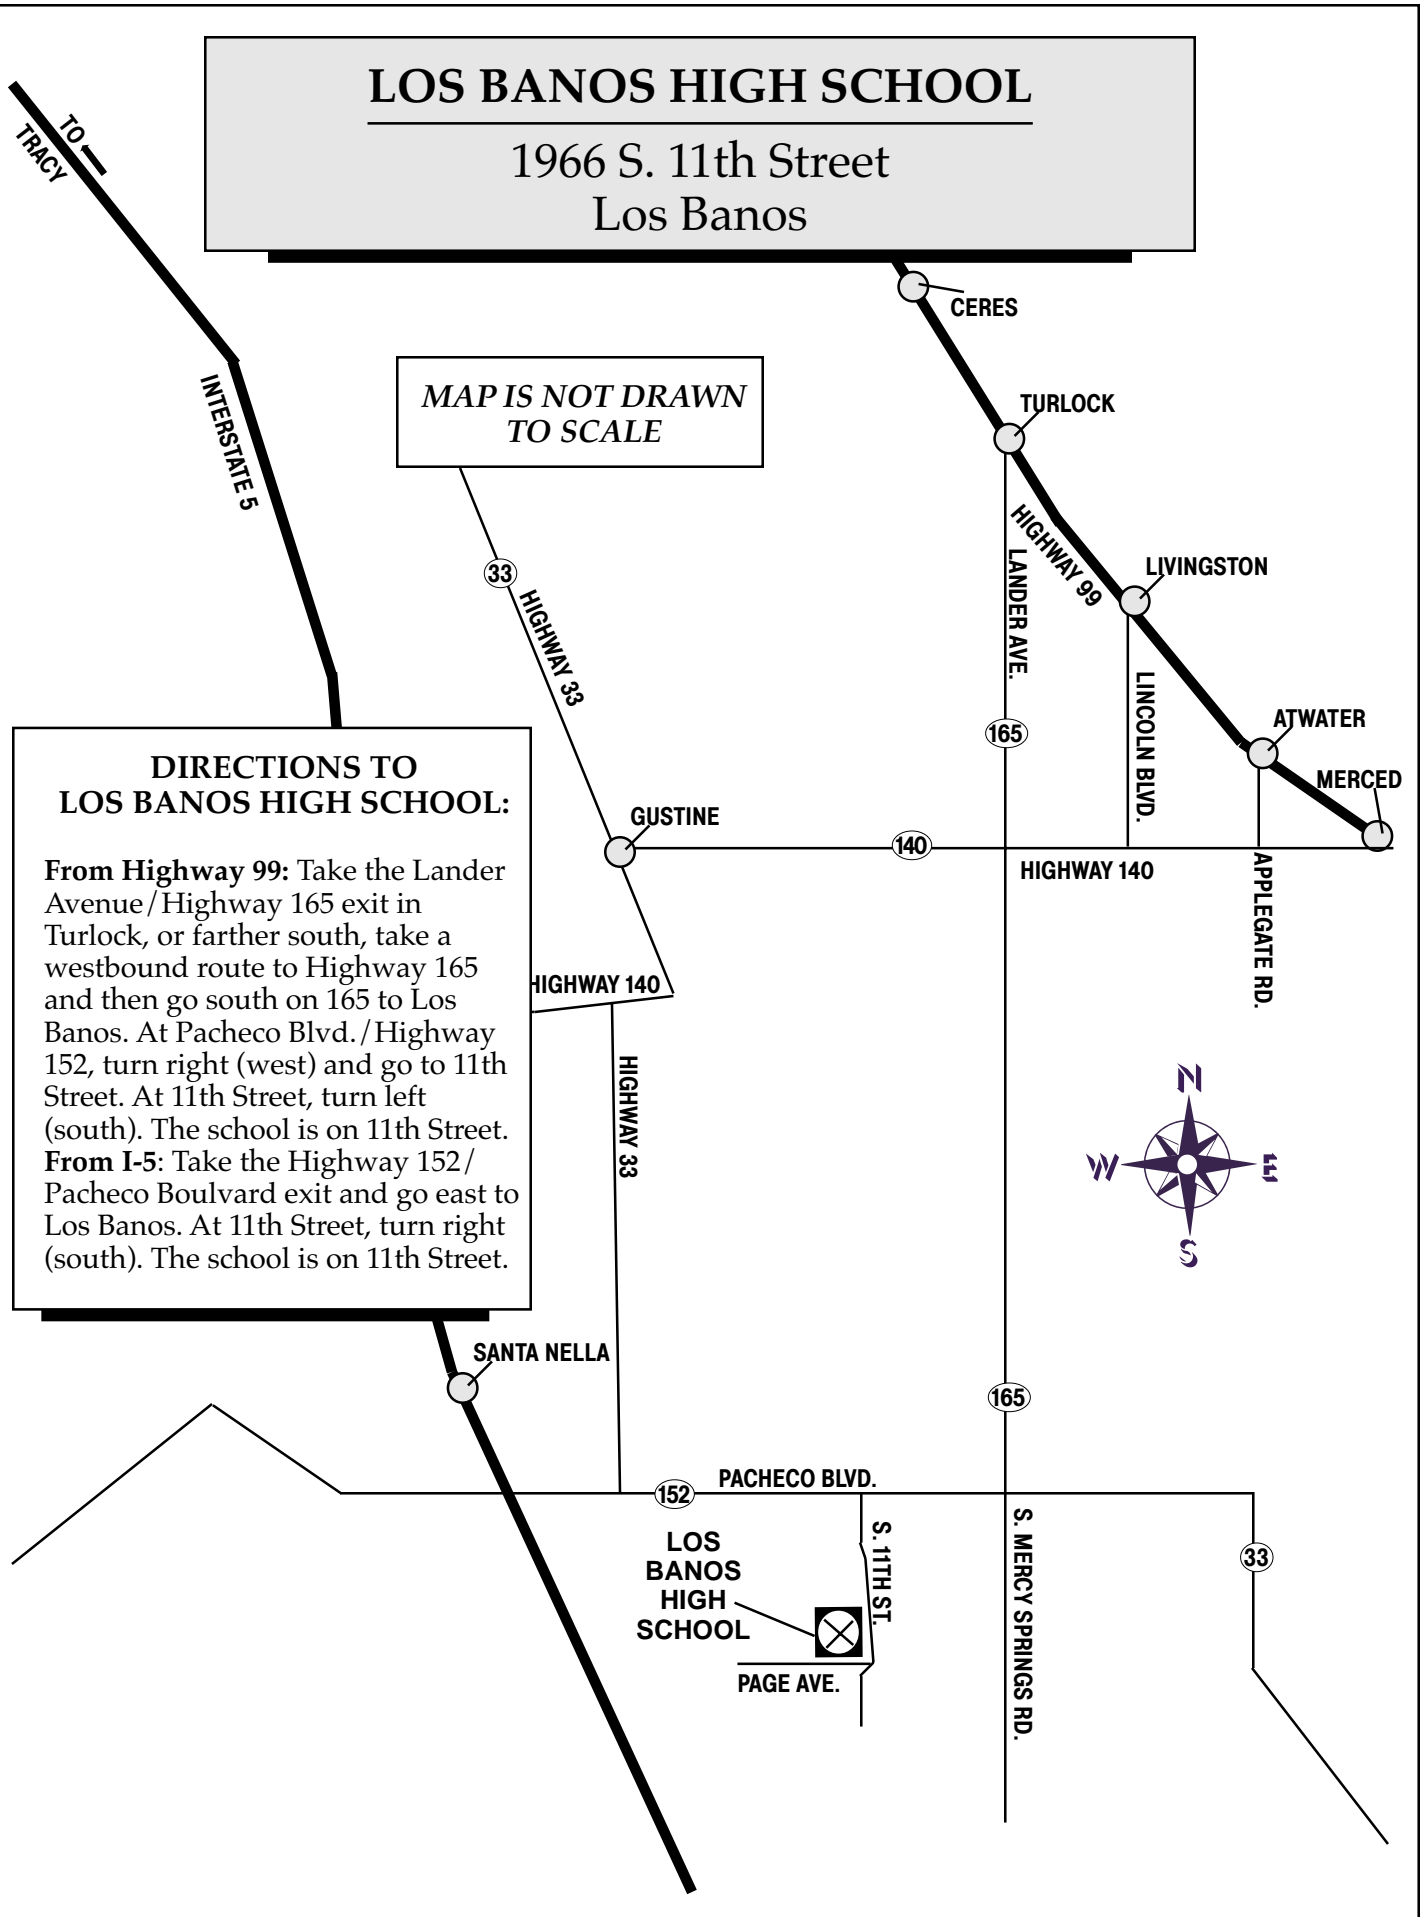 LOS BANOS HIGH SCHOOL
1966 S. 11th Street
Los Banos
TO
TRACY
CERES
MAP IS NOT DRAWN
TO SCALE
TURLOCK
INTERSTATE 5
HIGHWAY 99
LANDER AVE.
LIVINGSTON
33
HIGHWAY 33
LINCOLN BLVD.
165
ATWATER
MERCED
GUSTINE
140
HIGHWAY 140
APPLEGATE RD.
DIRECTIONS TO
LOS BANOS HIGH SCHOOL:
From Highway 99: Take the Lander
Avenue/Highway 165 exit in
Turlock, or farther south, take a
westbound route to Highway 165
and then go south on 165 to Los
Banos. At Pacheco Blvd./Highway
152, turn right (west) and go to 11th
Street. At 11th Street, turn left
(south). The school is on 11th Street.
From I-5: Take the Highway 152/
Pacheco Boulvard exit and go east to
Los Banos. At 11th Street, turn right
(south). The school is on 11th Street.
HIGHWAY 140
HIGHWAY 33
N
W
E
S
SANTA NELLA
165
PACHECO BLVD.
152
LOS
BANOS
HIGH
SCHOOL
S. 11TH ST.
S. MERCY SPRINGS RD.
33
PAGE AVE.